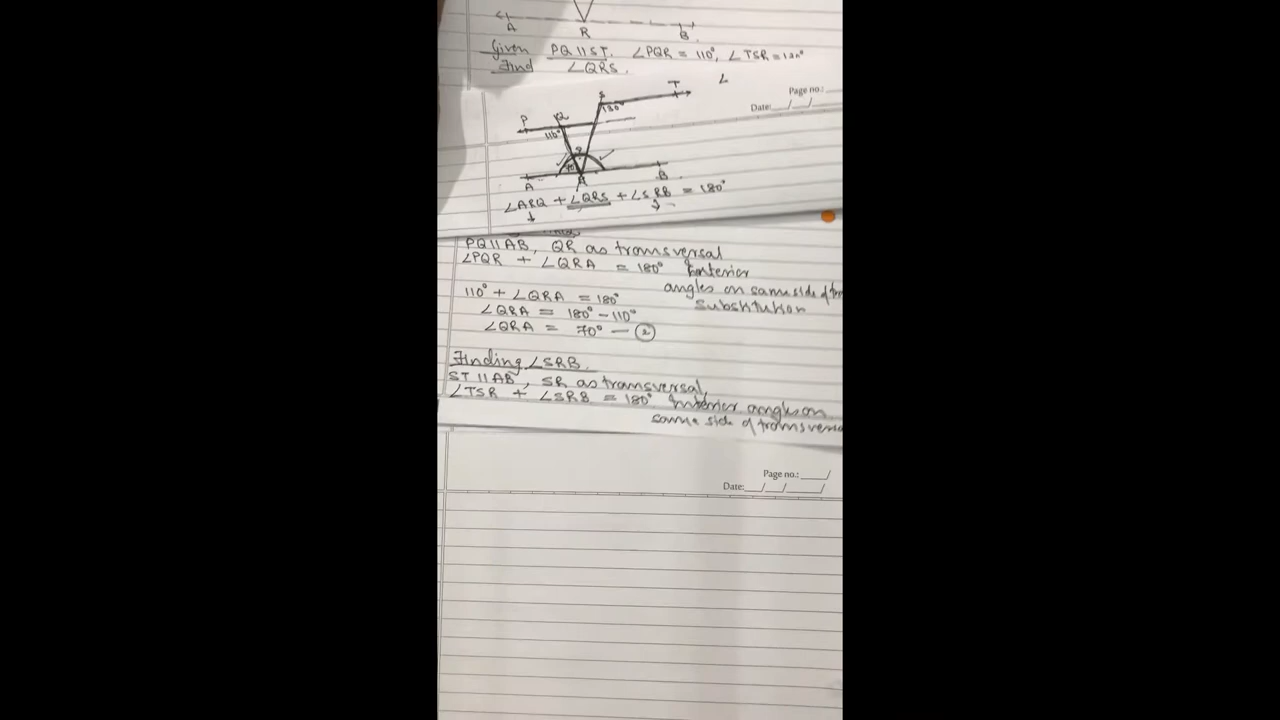 A R B
Given PQ || ST. ∠PQR = 110°, ∠TSR = 130°
Find ∠QRS.
∠
Page no.:
Date: / /
S T
130°
P Q
110°
70
A B
∠ARQ + ∠QRS + ∠SRB = 180°
PQ || AB, QR as transversal
∠PQR + ∠QRA = 180° Interior
angles on same side of
110° + ∠QRA = 180° substitution
∠QRA = 180° - 110°
∠QRA = 70° — ②
Finding ∠SRB.
ST || AB, SR as transversal,
∠TSR + ∠SRB = 180° Interior angles on
same side of transvers
Page no.: /
Date: / /